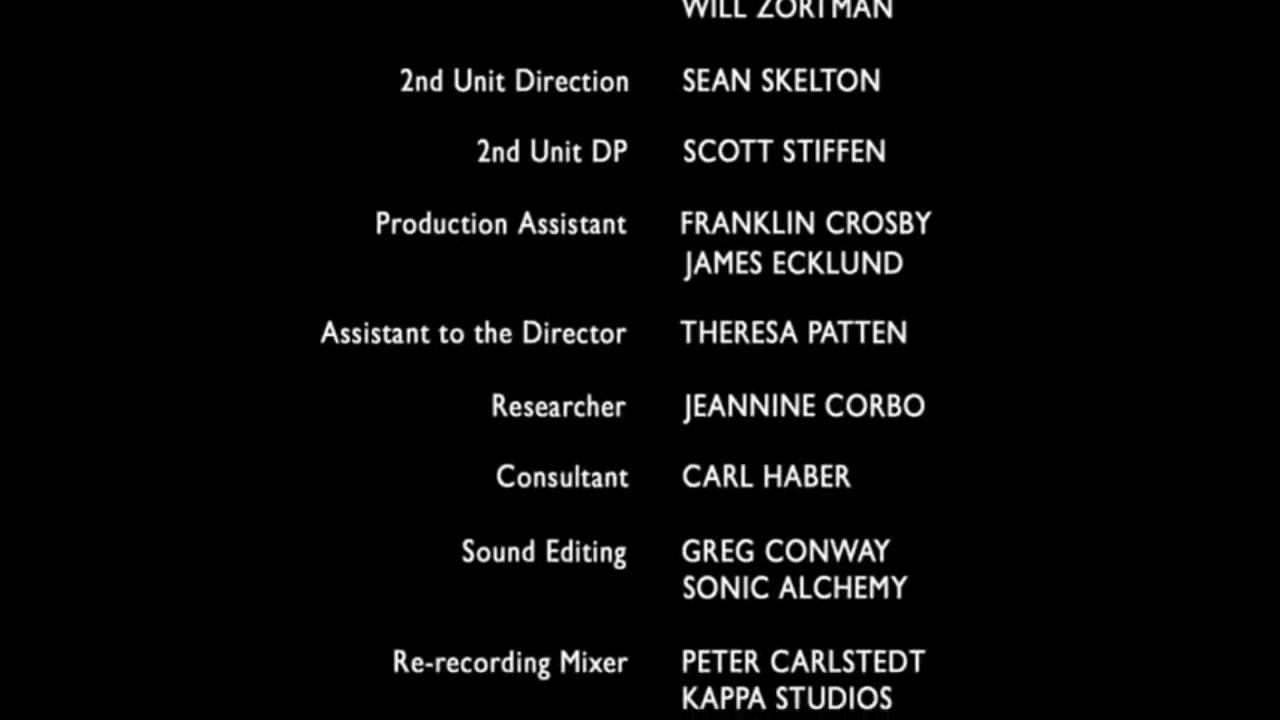 WILL ZORTMAN
2nd Unit Direction SEAN SKELTON
2nd Unit DP SCOTT STIFFEN
Production Assistant FRANKLIN CROSBY
JAMES ECKLUND
Assistant to the Director THERESA PATTEN
Researcher JEANNINE CORBO
Consultant CARL HABER
Sound Editing GREG CONWAY
SONIC ALCHEMY
Re-recording Mixer PETER CARLSTEDT
KAPPA STUDIOS